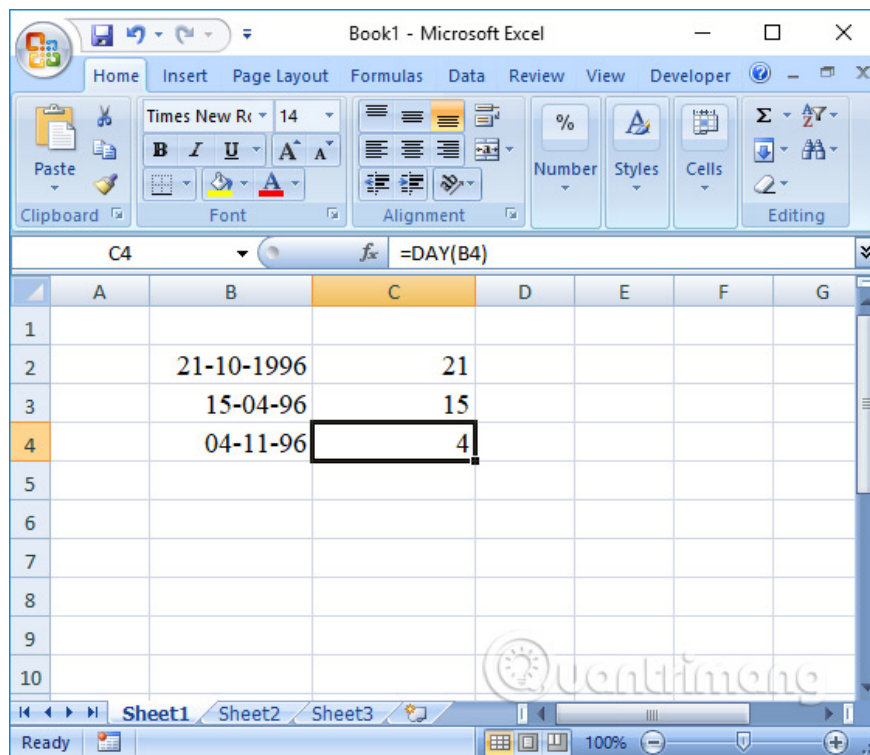 Book1 - Microsoft Excel
Home Insert Page Layout Formulas Data Review View Developer
Times New Ro 14 % Σ
Paste B I U A A Number Styles Cells
Clipboard Font Alignment Editing
C4 fx =DAY(B4)
A B C D E F G
1
2 21-10-1996 21
3 15-04-96 15
4 04-11-96 4
5
6
7
8
9
10
Quantrimang
Sheet1 Sheet2 Sheet3
Ready 100%